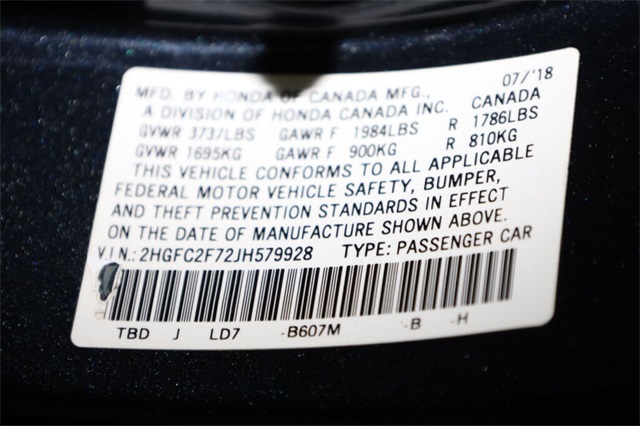 MFD. BY HONDA OF CANADA MFG., 07/'18
A DIVISION OF HONDA CANADA INC. CANADA
GVWR 3737LBS GAWR F 1984LBS R 1786LBS
GVWR 1695KG GAWR F 900KG R 810KG
THIS VEHICLE CONFORMS TO ALL APPLICABLE
FEDERAL MOTOR VEHICLE SAFETY, BUMPER,
AND THEFT PREVENTION STANDARDS IN EFFECT
ON THE DATE OF MANUFACTURE SHOWN ABOVE.
V.I.N.: 2HGFC2F72JH579928 TYPE: PASSENGER CAR
TBD J LD7 -B607M -B -H